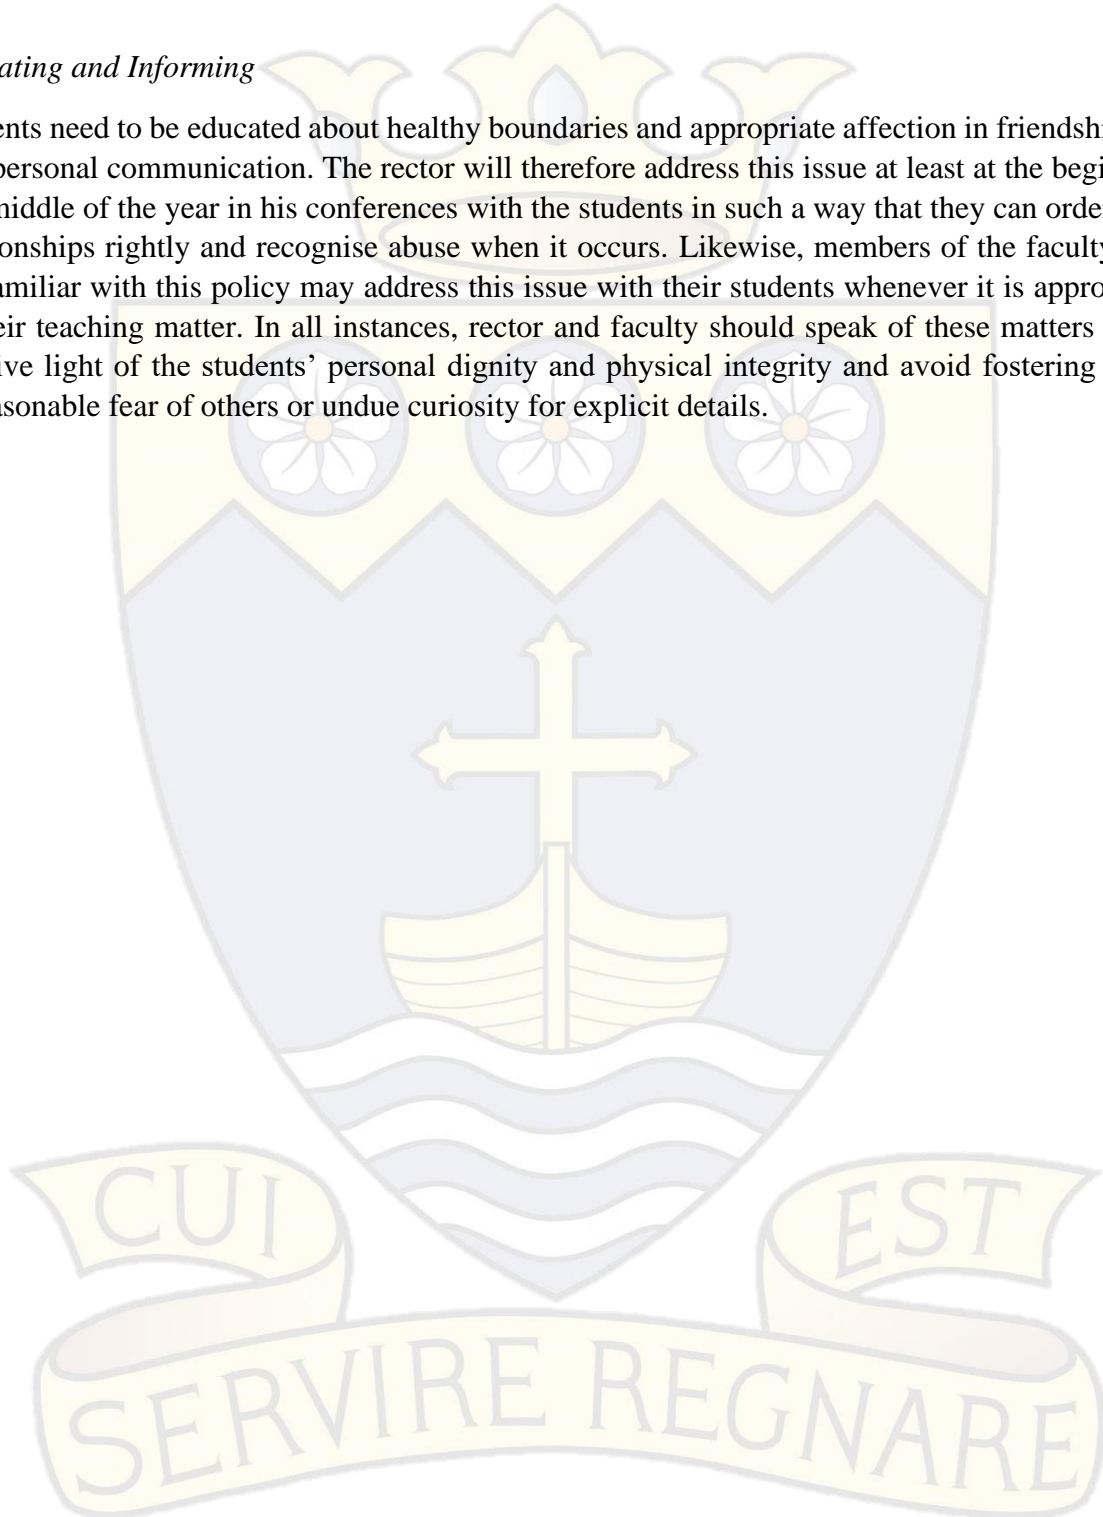 ating and Informing
ents need to be educated about healthy boundaries and appropriate affection in friendshi
personal communication. The rector will therefore address this issue at least at the begi
middle of the year in his conferences with the students in such a way that they can order
onships rightly and recognise abuse when it occurs. Likewise, members of the faculty
amiliar with this policy may address this issue with their students whenever it is appro
eir teaching matter. In all instances, rector and faculty should speak of these matters
ive light of the students’ personal dignity and physical integrity and avoid fostering
asonable fear of others or undue curiosity for explicit details.
CUI EST
SERVIRE REGNARE